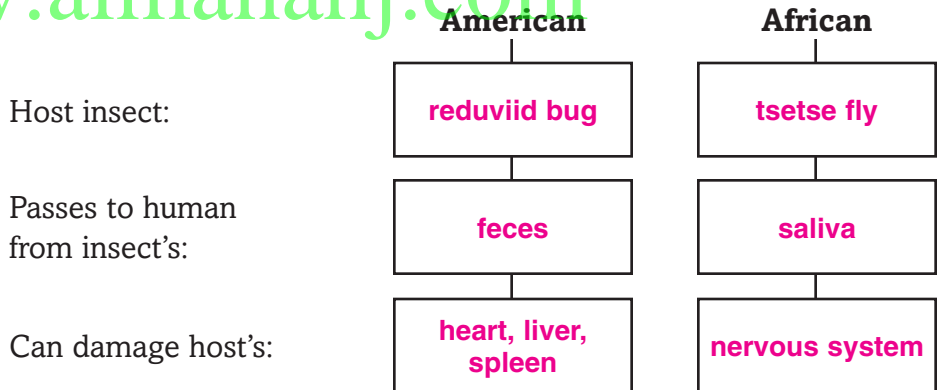 American African
Host insect: reduviid bug tsetse fly
Passes to human
from insect's: feces saliva
Can damage host's: heart, liver,
spleen nervous system